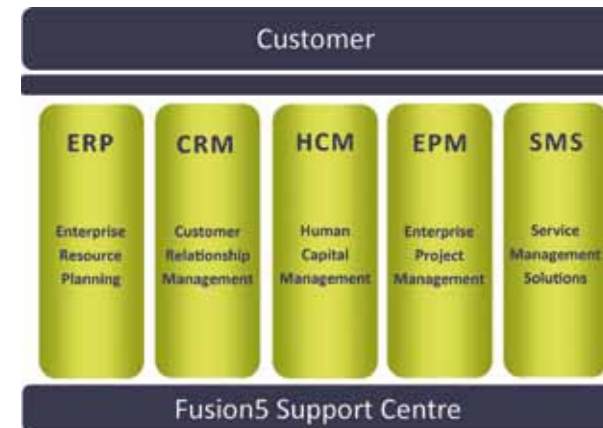 Customer
ERP
CRM
HCM
EPM
SMS
Enterprise
Resource
Planning
Customer
Relationship
Management
Human
Capital
Management
Enterprise
Project
Management
Service
Management
Solutions
Fusion5 Support Centre